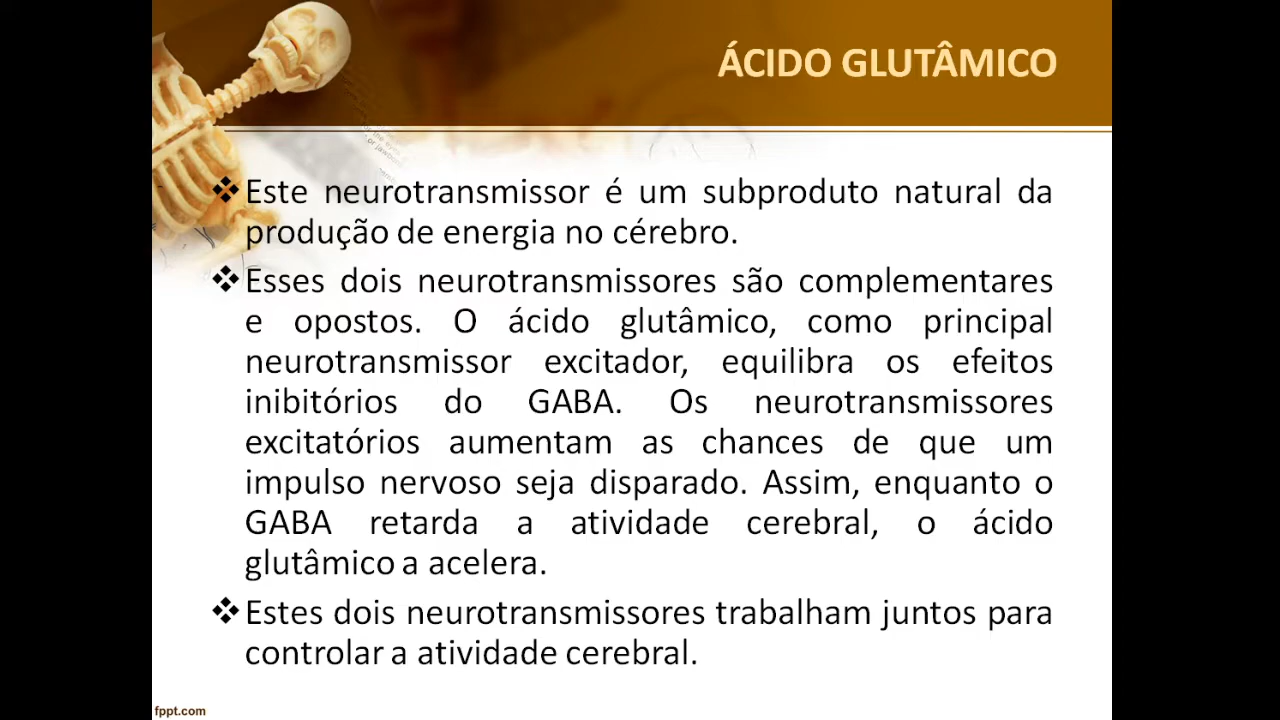 ÁCIDO GLUTÂMICO
❖Este neurotransmissor é um subproduto natural da
produção de energia no cérebro.
❖Esses dois neurotransmissores são complementares
e opostos. O ácido glutâmico, como principal
neurotransmissor excitador, equilibra os efeitos
inibitórios do GABA. Os neurotransmissores
excitatórios aumentam as chances de que um
impulso nervoso seja disparado. Assim, enquanto o
GABA retarda a atividade cerebral, o ácido
glutâmico a acelera.
❖Estes dois neurotransmissores trabalham juntos para
controlar a atividade cerebral.
fppt.com